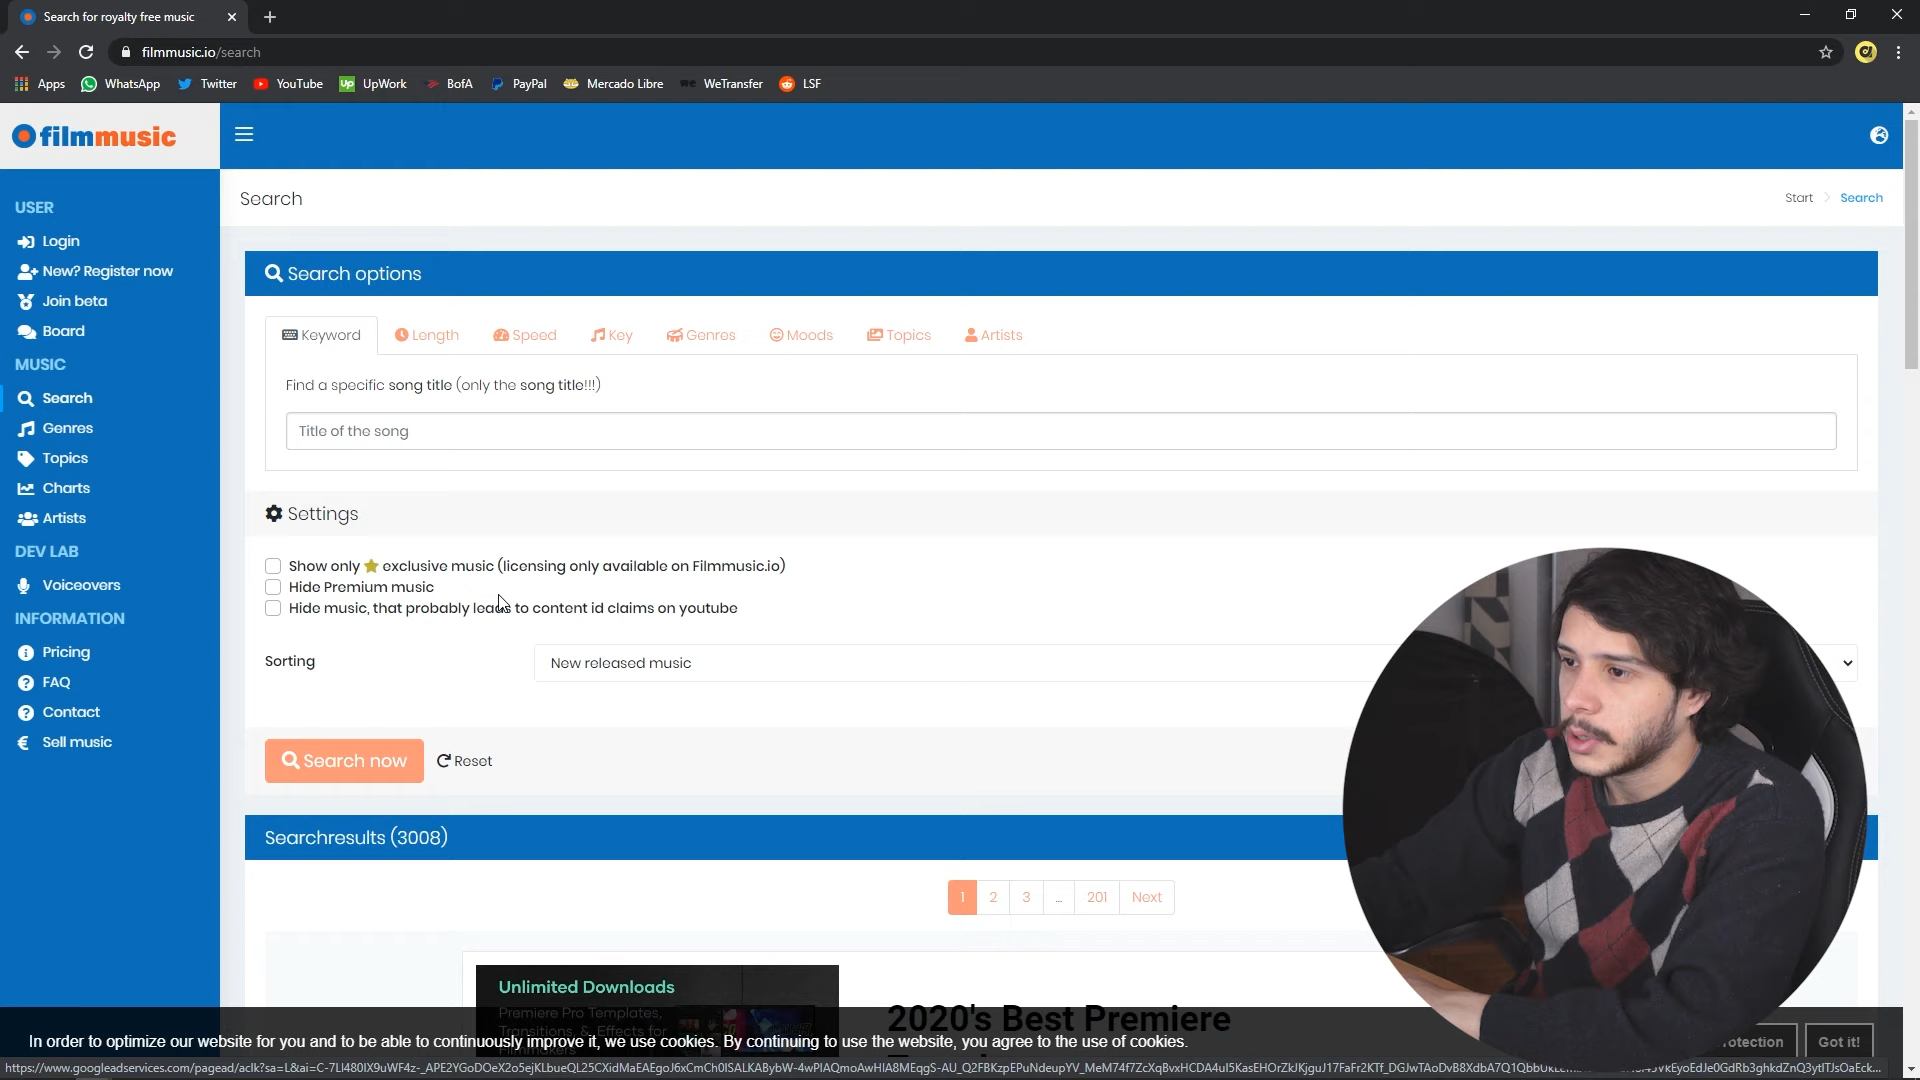 Search for royalty free music
filmmusic.io/search
Apps WhatsApp Twitter YouTube UpWork BofA PayPal Mercado Libre WeTransfer LSF
filmmusic
Search
Start Search
USER
Login
New? Register now
Join beta
Board
MUSIC
Search
Genres
Topics
Charts
Artists
DEV LAB
Voiceovers
INFORMATION
Pricing
FAQ
Contact
Sell music
Search options
Keyword Length Speed Key Genres Moods Topics Artists
Find a specific song title (only the song title!!!)
Title of the song
Settings
Show only exclusive music (licensing only available on Filmmusic.io)
Hide Premium music
Hide music, that probably leads to content id claims on youtube
Sorting New released music
Search now Reset
Searchresults (3008)
1 2 3 ... 201 Next
Unlimited Downloads
Premiere Pro Templates,
Transitions, & Effects for
Filmmakers
2020's Best Premiere
In order to optimize our website for you and to be able to continuously improve it, we use cookies. By continuing to use the website, you agree to the use of cookies.
Got it!